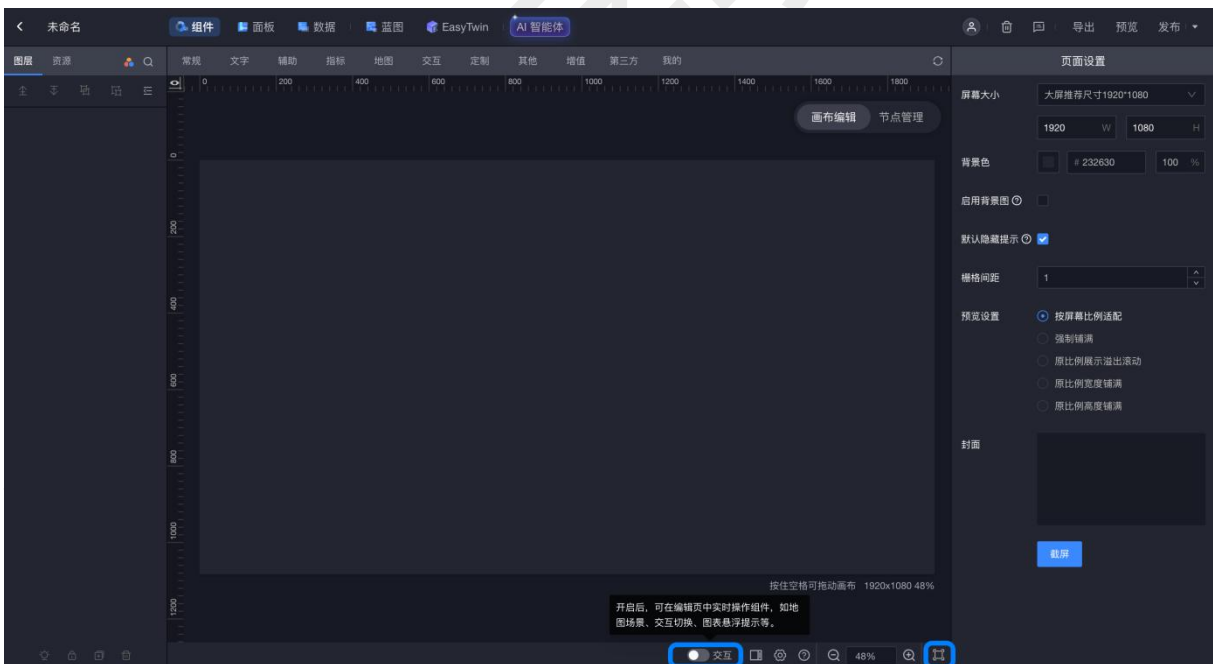 未命名 组件 面板 数据 蓝图 EasyTwin AI 智能体 导出 预览 发布
图层 资源 常规 文字 辅助 指标 地图 交互 定制 其他 增值 第三方 我的 页面设置
0 200 400 600 800 1000 1200 1400 1600 1800
屏幕大小 大屏推荐尺寸1920*1080
画布编辑 节点管理
1920 W 1080 H
0
背景色 # 232630 100 %
启用背景图
200
默认隐藏提示
栅格间距 1
400
预览设置 按屏幕比例适配
强制铺满
原比例展示溢出滚动
600
原比例宽度铺满
原比例高度铺满
封面
800
1000
截屏
按住空格可拖动画布 1920x1080 48%
1200
开启后，可在编辑页中实时操作组件，如地
图场景、交互切换、图表悬浮提示等。
交互 48%